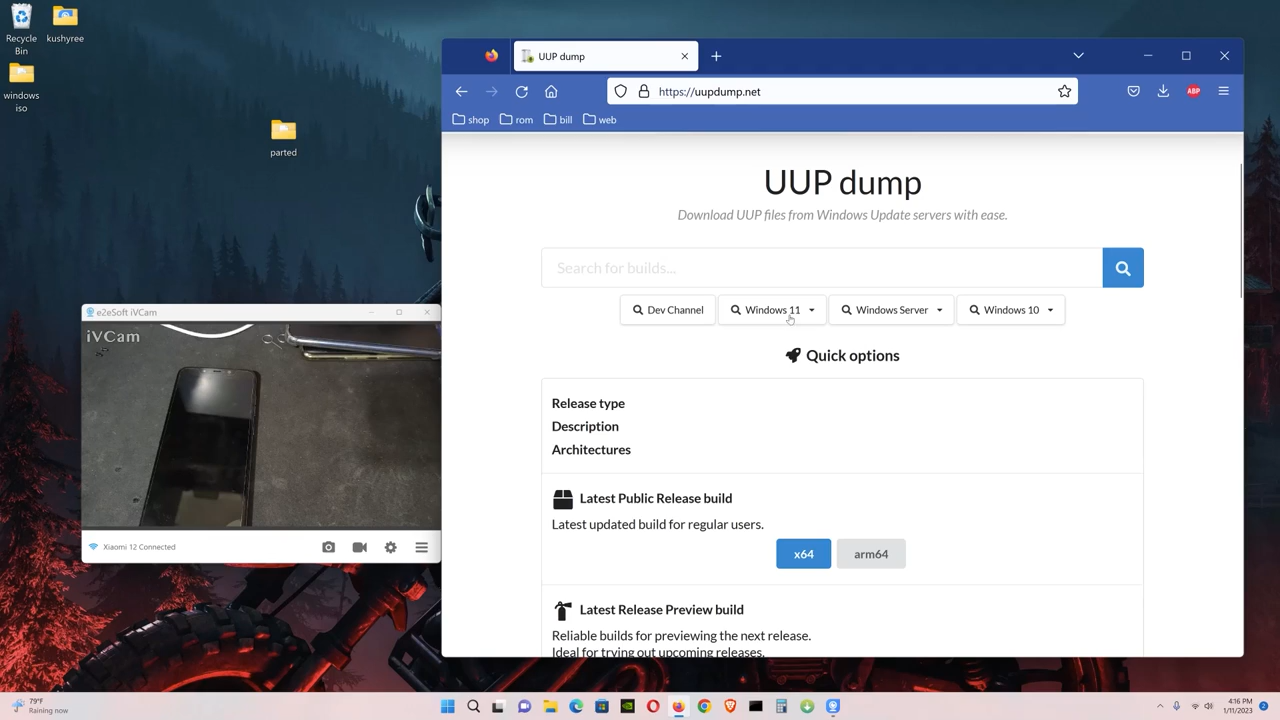 Recycle Bin
kushyree
windows iso
parted
UUP dump
https://uupdump.net
ABP
shop
rom
bill
web
UUP dump
Download UUP files from Windows Update servers with ease.
Search for builds...
Dev Channel
Windows 11
Windows Server
Windows 10
Quick options
Release type
Description
Architectures
Latest Public Release build
Latest updated build for regular users.
x64
arm64
Latest Release Preview build
Reliable builds for previewing the next release.
Ideal for trying out upcoming releases.
e2eSoft iVCam
iVCam
Xiaomi 12 Connected
79°F
Raining now
4:16 PM
1/11/2023
2